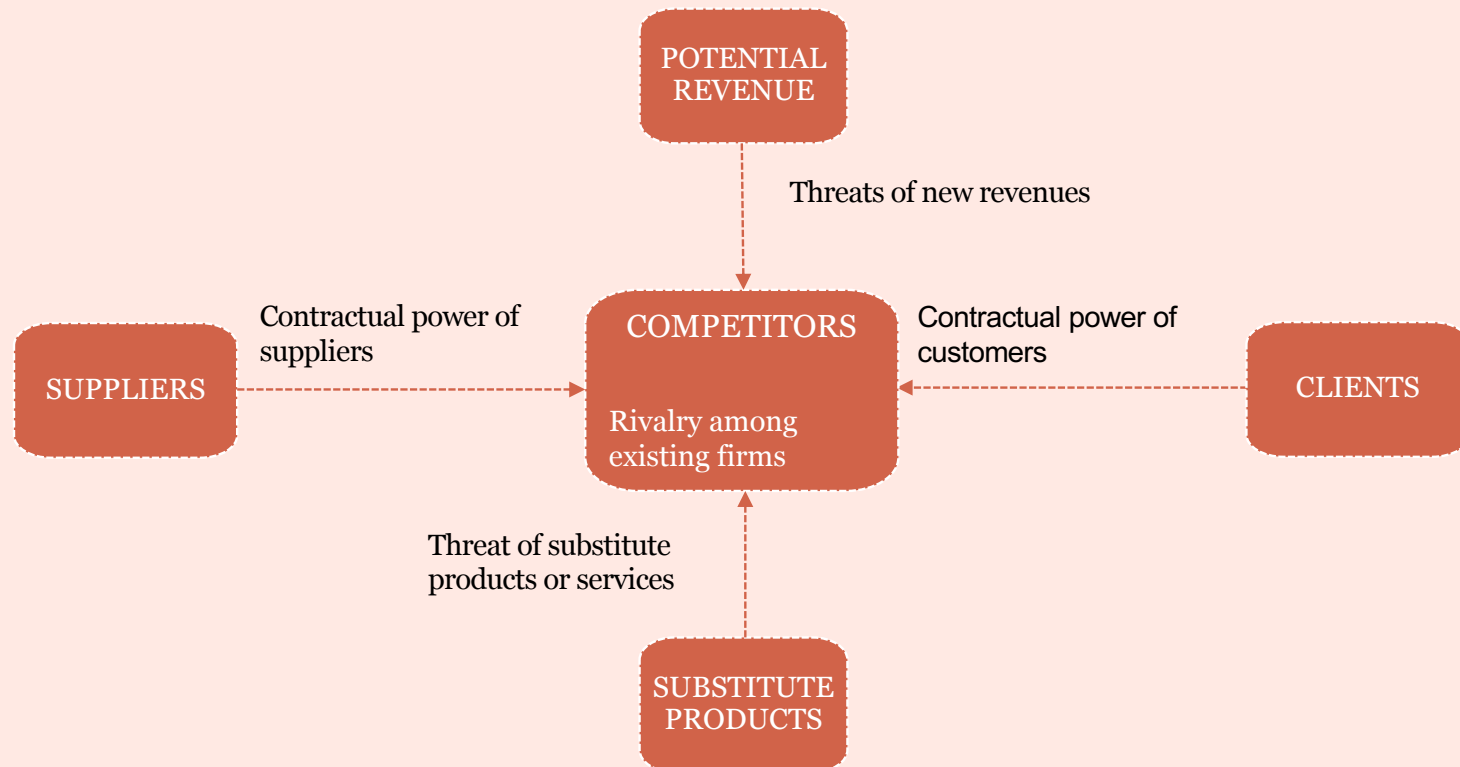 POTENTIAL
REVENUE
Threats of new revenues
Contractual power of
suppliers
COMPETITORS
Contractual power of
customers
SUPPLIERS
CLIENTS
Rivalry among
existing firms
Threat of substitute
products or services
SUBSTITUTE
PRODUCTS